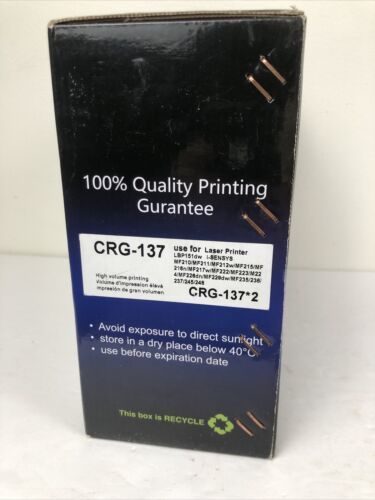 100% Quality Printing
Gurantee
CRG-137
use for Laser Printer
LBP151dw i-SENSYS
MF210/MF211/MF212w/MF215/MF
216n/MF217w/MF222/MF223/M22
4/MF226dn/MF229dw/MF235/236/
237/245/246
High volume printing
Volume d'impression élevé
impresión de gran volumen
CRG-137*2
• Avoid exposure to direct sunlight
• store in a dry place below 40°C
• use before expiration date
This box is RECYCLE